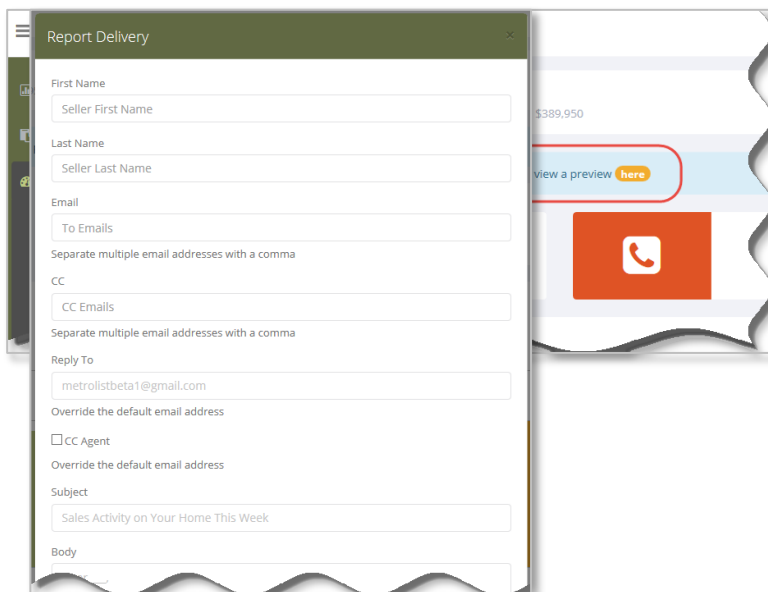 Report Delivery
×
First Name
Seller First Name
Last Name
Seller Last Name
Email
To Emails
Separate multiple email addresses with a comma
CC
CC Emails
Separate multiple email addresses with a comma
Reply To
metrolistbeta1@gmail.com
Override the default email address
CC Agent
Override the default email address
Subject
Sales Activity on Your Home This Week
Body
$389,950
view a preview here